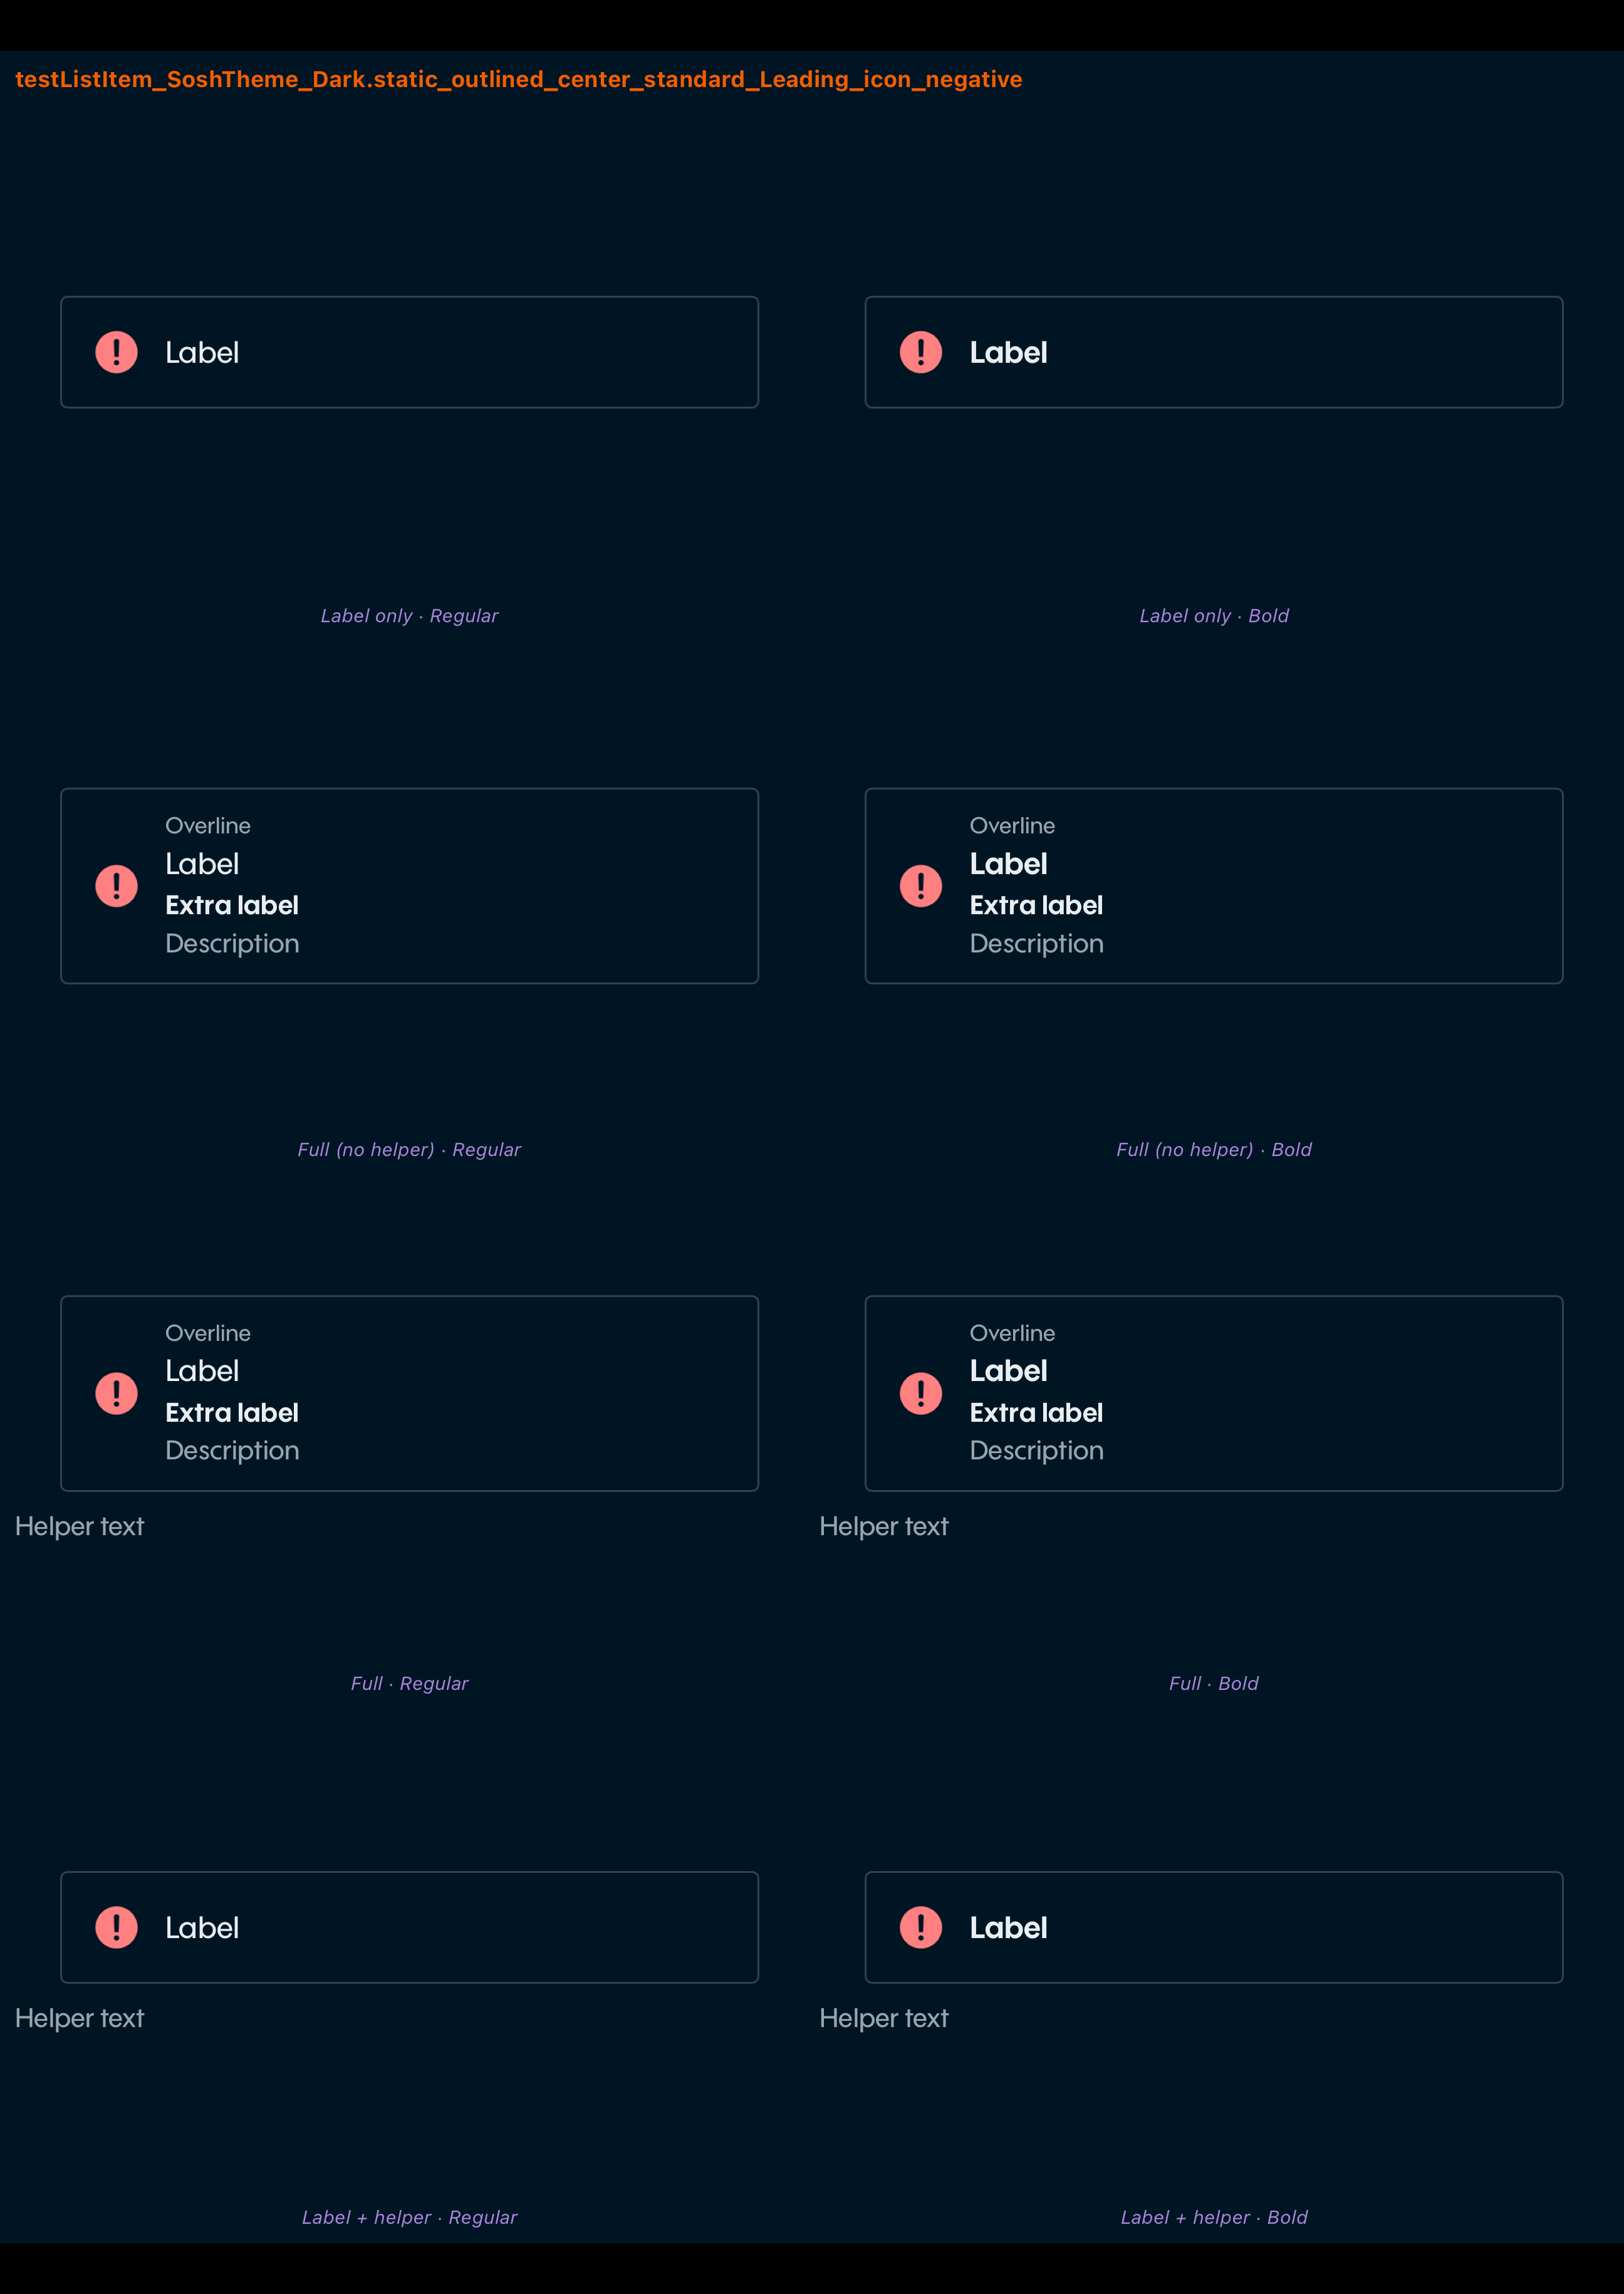 testListItem_SoshTheme_Dark.static_outlined_center_standard_Leading_icon_negative
Label
Label
Label only · Regular
Label only · Bold
Overline
Label
Extra label
Description
Overline
Label
Extra label
Description
Full (no helper) · Regular
Full (no helper) · Bold
Overline
Label
Extra label
Description
Helper text
Overline
Label
Extra label
Description
Helper text
Full · Regular
Full · Bold
Label
Helper text
Label
Helper text
Label + helper · Regular
Label + helper · Bold